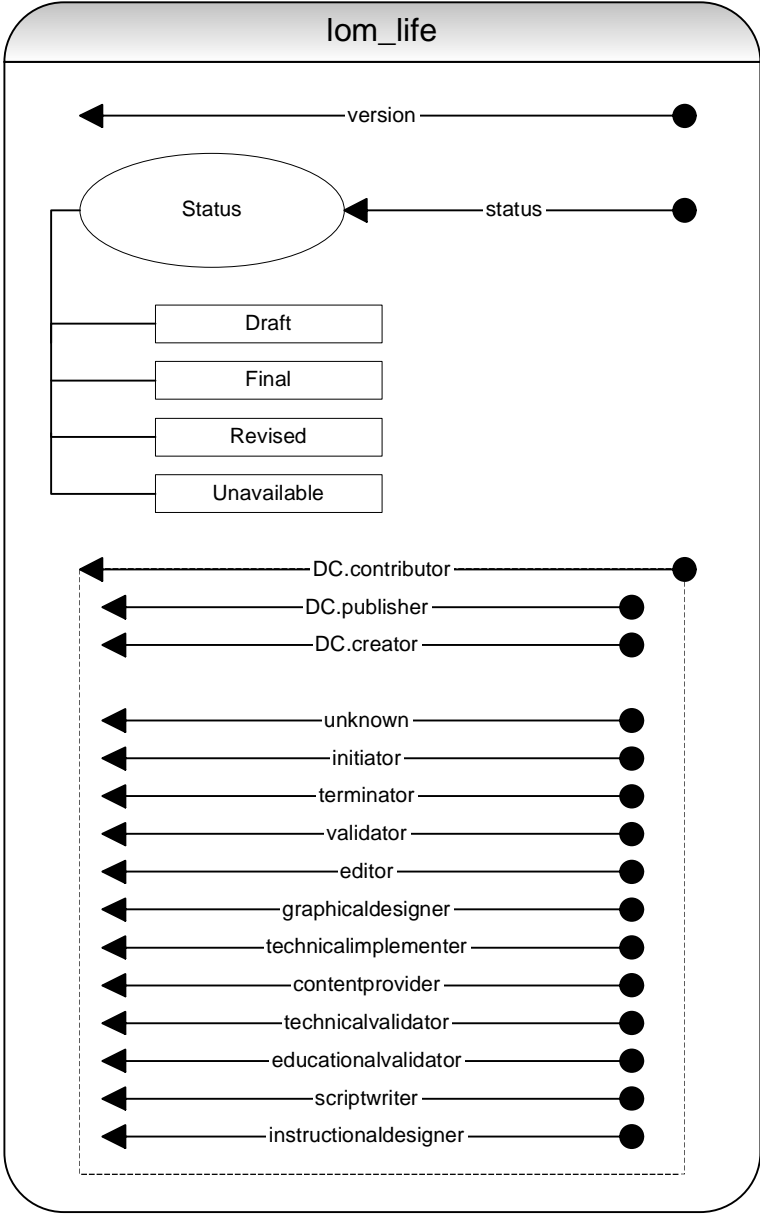 lom_life
version
Status
status
Draft
Final
Revised
Unavailable
DC.contributor
DC.publisher
DC.creator
unknown
initiator
terminator
validator
editor
graphicaldesigner
technicalimplementer
contentprovider
technicalvalidator
educationalvalidator
scriptwriter
instructionaldesigner